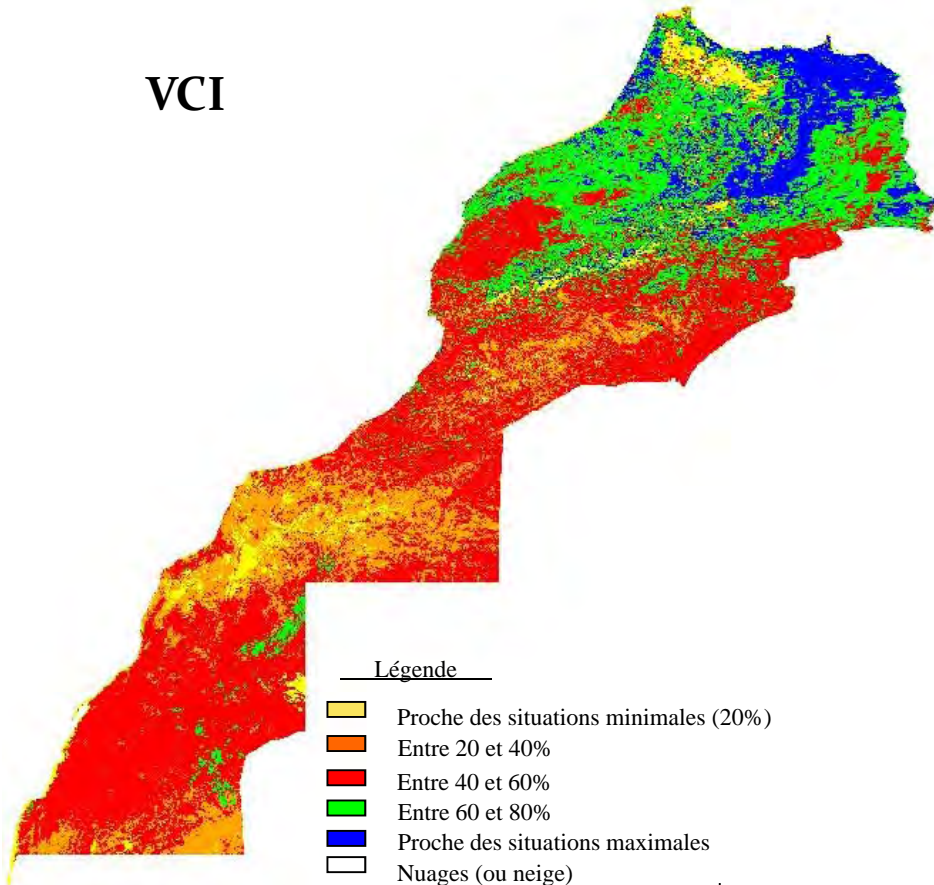 VCI
Légende
Proche des situations minimales (20%)
Entre 20 et 40%
Entre 40 et 60%
Entre 60 et 80%
Proche des situations maximales
Nuages (ou neige)